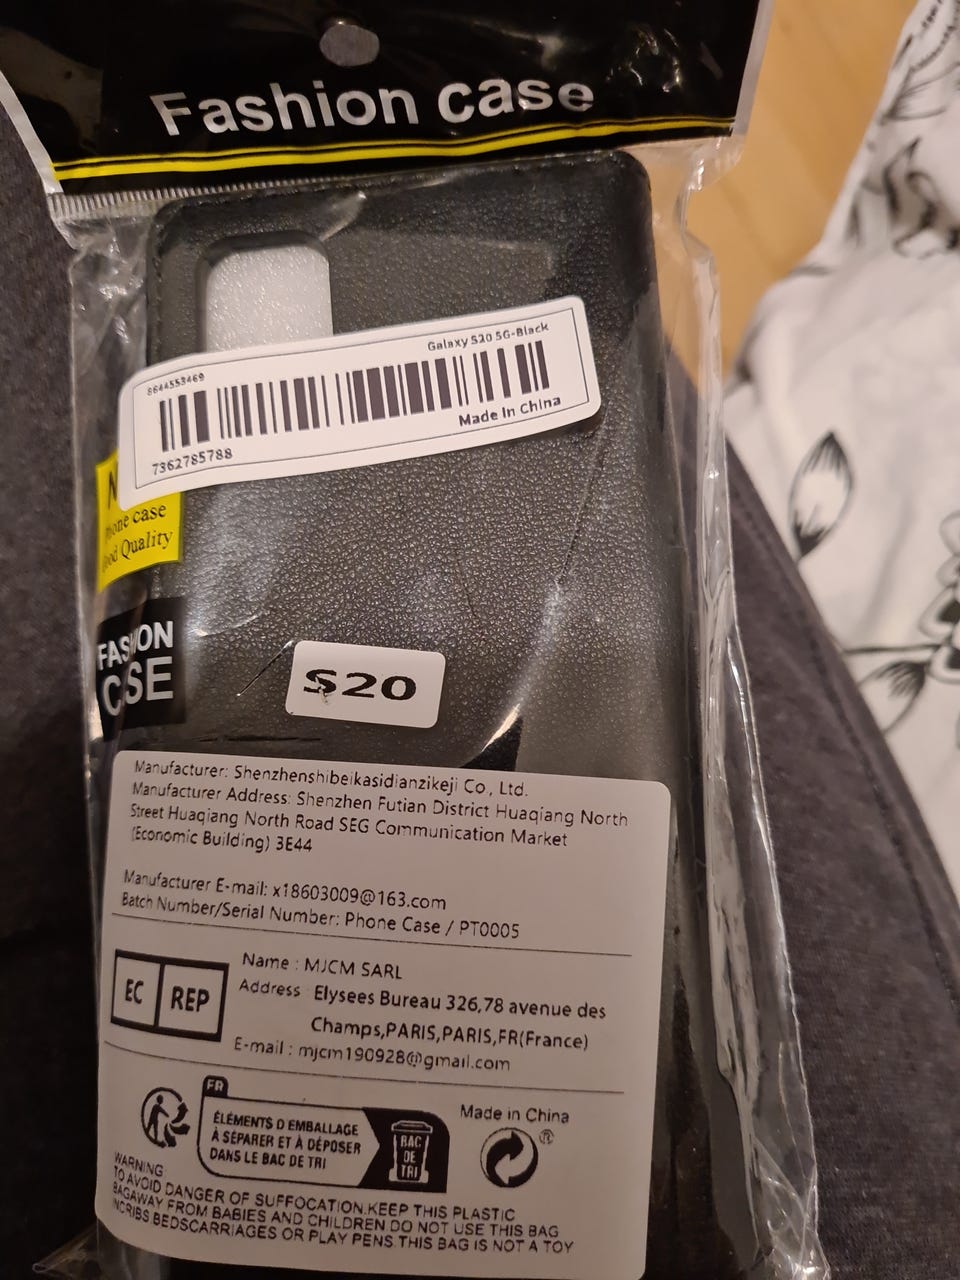 Fashion case
8644553469
Galaxy S20 5G-Black
7362785788
Made In China
case
Quality
FASHION
CASE
S20
Manufacturer: Shenzhenshibeikasidianzikeji Co., Ltd.
Manufacturer Address: Shenzhen Futian District Huaqiang North
Street Huaqiang North Road SEG Communication Market
(Economic Building) 3E44
Manufacturer E-mail: x18603009@163.com
Batch Number/Serial Number: Phone Case / PT0005
EC REP
Name : MJCM SARL
Address Elysees Bureau 326,78 avenue des
Champs,PARIS,PARIS,FR(France)
E-mail : mjcm190928@gmail.com
FR
ÉLÉMENTS D'EMBALLAGE
À SÉPARER ET À DÉPOSER
DANS LE BAC DE TRI
BAC
DE
TRI
Made in China
®
WARNING
TO AVOID DANGER OF SUFFOCATION.KEEP THIS PLASTIC
BAGAWAY FROM BABIES AND CHILDREN DO NOT USE THIS BAG
INCRIBS.BEDSCARRIAGES OR PLAY PENS.THIS BAG IS NOT A TOY